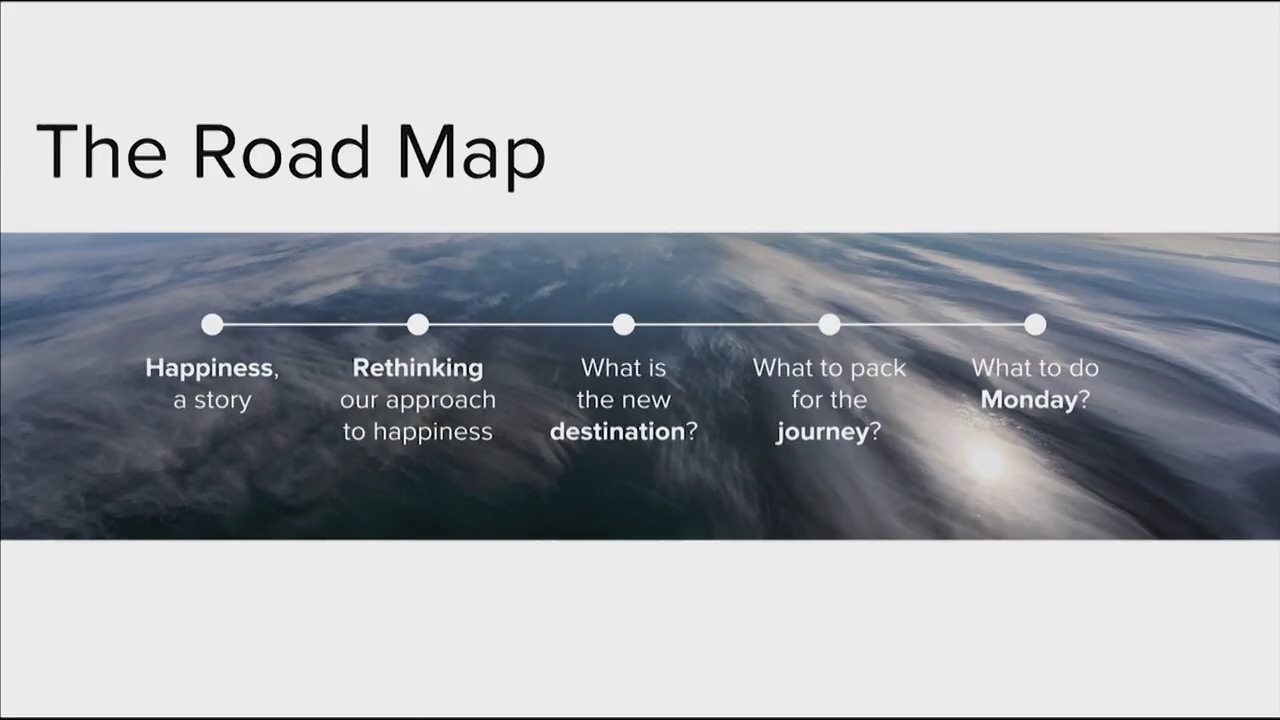 The Road Map
Happiness,
a story
Rethinking
our approach
to happiness
What is
the new
destination?
What to pack
for the
journey?
What to do
Monday?